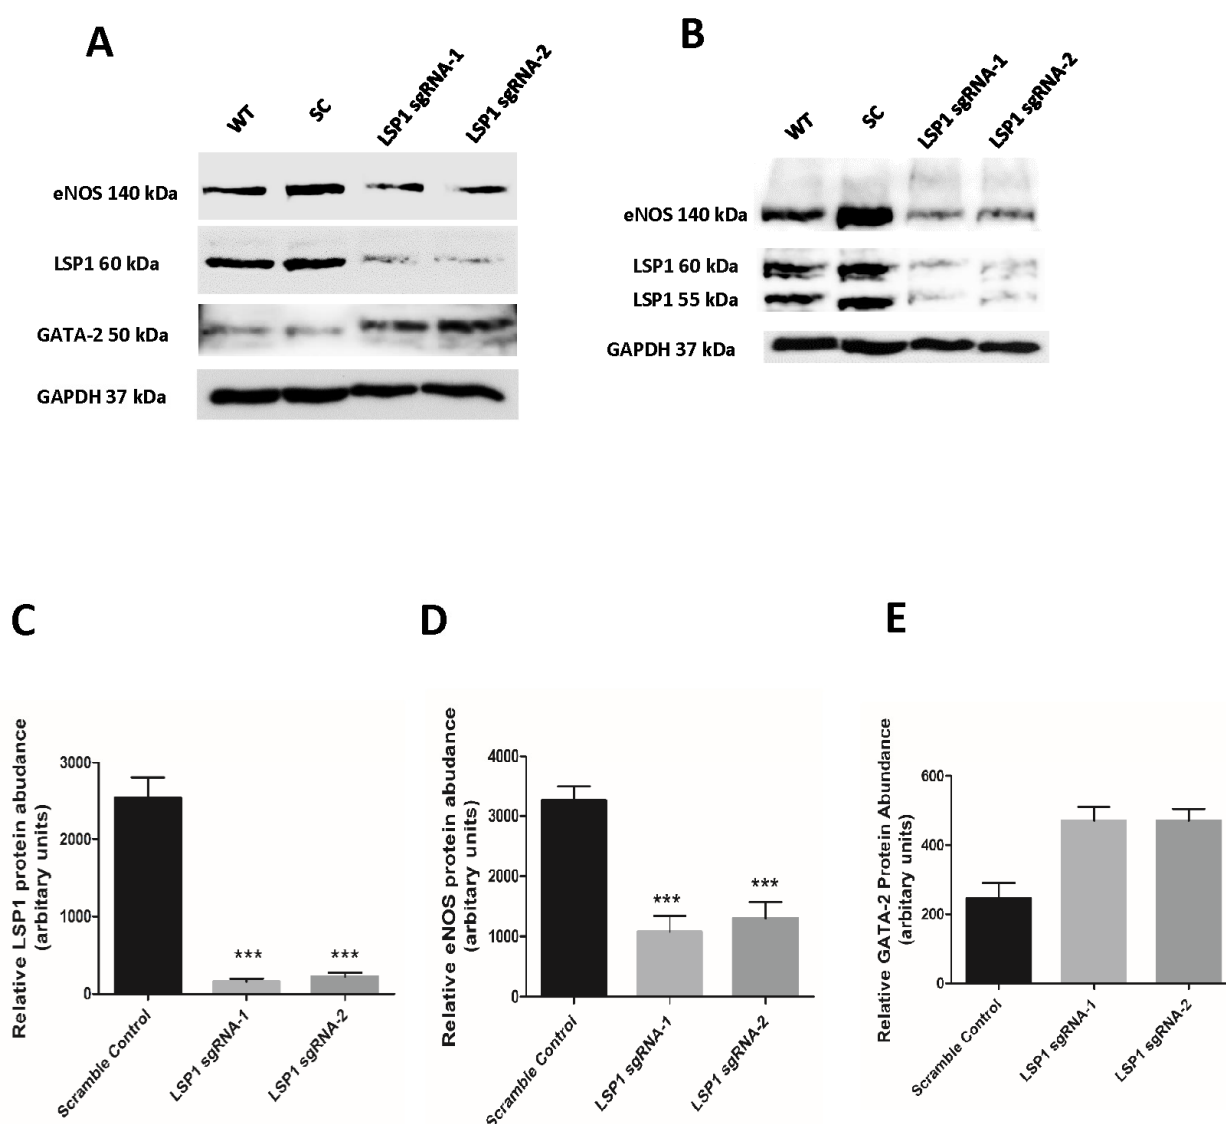 A
WT
SC
LSP1 sgRNA-1
LSP1 sgRNA-2
eNOS 140 kDa
LSP1 60 kDa
GATA-2 50 kDa
GAPDH 37 kDa
B
WT
SC
LSP1 sgRNA-1
LSP1 sgRNA-2
eNOS 140 kDa
LSP1 60 kDa
LSP1 55 kDa
GAPDH 37 kDa
C
Relative LSP1 protein abudance
(arbitary units)
3000
2000
1000
0
***
***
Scramble Control
LSP1 sgRNA-1
LSP1 sgRNA-2
D
Relative eNOS protein abudance
(arbitary units)
4000
3000
2000
1000
0
***
***
Scramble Control
LSP1 sgRNA-1
LSP1 sgRNA-2
E
Relative GATA-2 Protein Abundance
(arbitary units)
600
400
200
0
Scramble Control
LSP1 sgRNA-1
LSP1 sgRNA-2